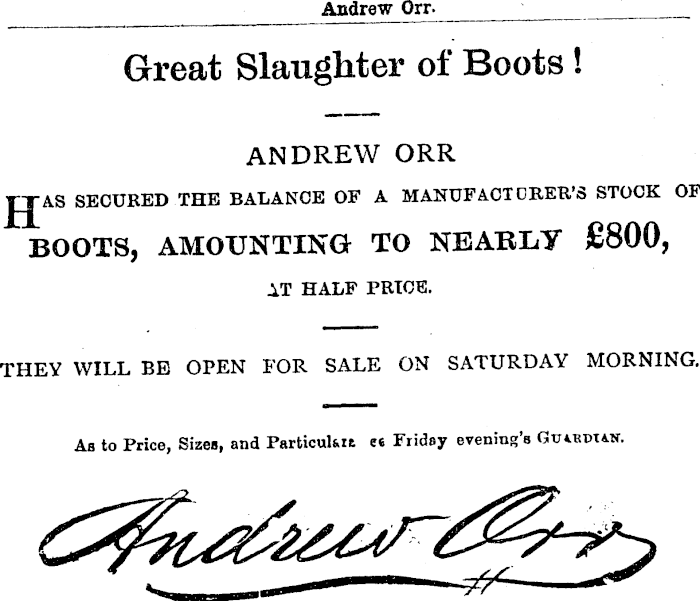 Andrew Orr.
Great Slaughter of Boots!
ANDREW ORR
HAS SECURED THE BALANCE OF A MANUFACTURER'S STOCK OF
BOOTS, AMOUNTING TO NEARLY £800,
AT HALF PRICE.
THEY WILL BE OPEN FOR SALE ON SATURDAY MORNING.
As to Price, Sizes, and Particulars see Friday evening's GUARDIAN.
Andrew Orr